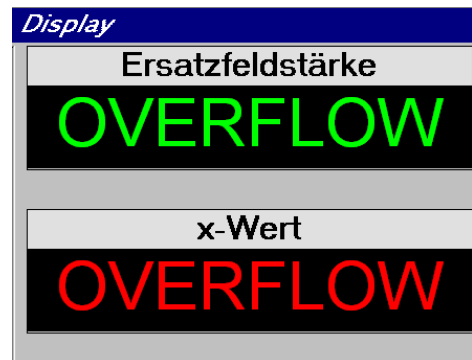 Display
Ersatzfeldstärke
OVERFLOW
x-Wert
OVERFLOW